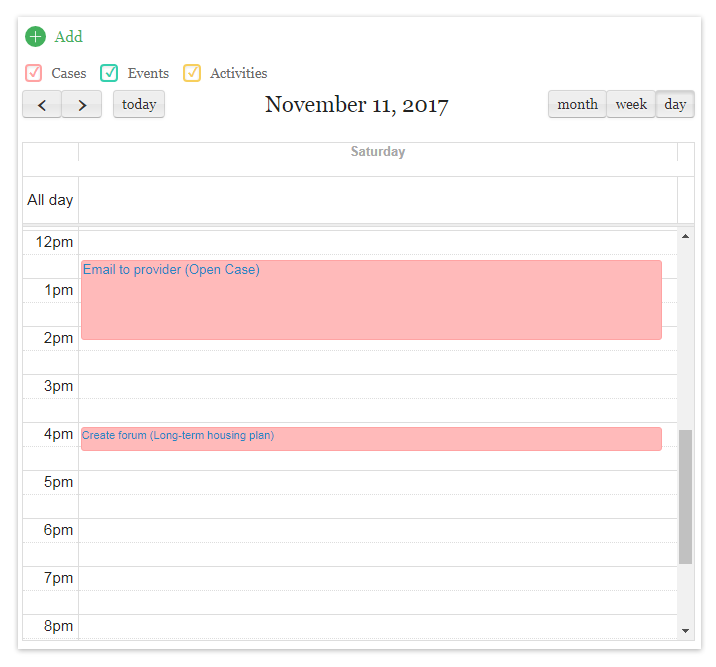 Add
Cases Events Activities
today November 11, 2017 month week day
Saturday
All day
12pm
Email to provider (Open Case)
1pm
2pm
3pm
4pm
Create forum (Long-term housing plan)
5pm
6pm
7pm
8pm